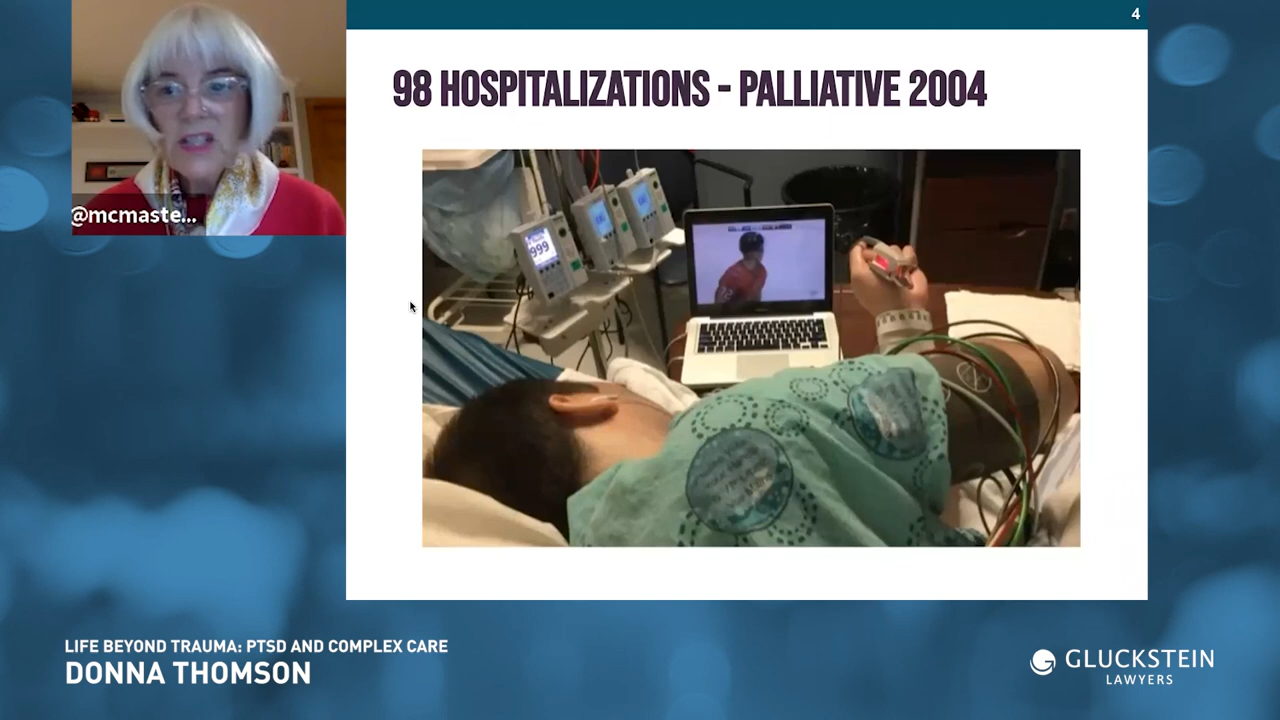 4
98 HOSPITALIZATIONS - PALLIATIVE 2004
@mcmaste...
999
LIFE BEYOND TRAUMA: PTSD AND COMPLEX CARE
DONNA THOMSON
GLUCKSTEIN
LAWYERS